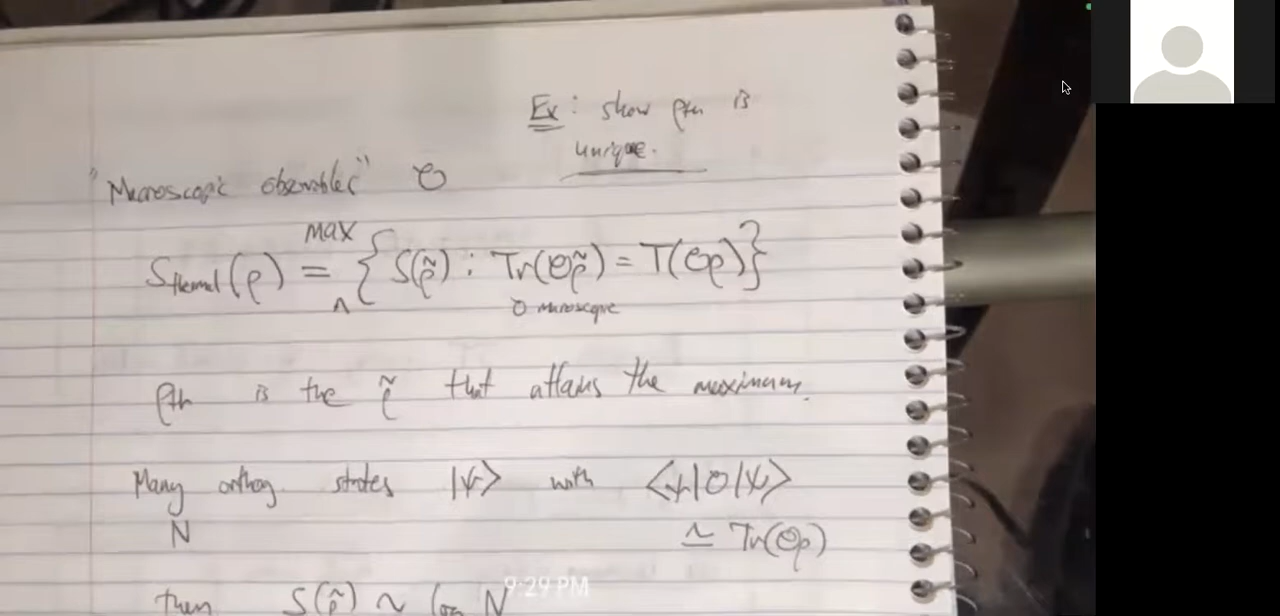 Ex: show ρth is
unique.
"Macroscopic observables" O
max
Sthermal(ρ) = { S(ρ̃) : Tr(Oρ̃) = T(Oρ) }
^ O macroscopic
ρth is the ρ̃ that attains the maximum.
Many orthog. states |ψ> with <ψ|O|ψ>
N ≃ Tr(Oρ)
then S(ρ̃) ~ log N
9:29 PM